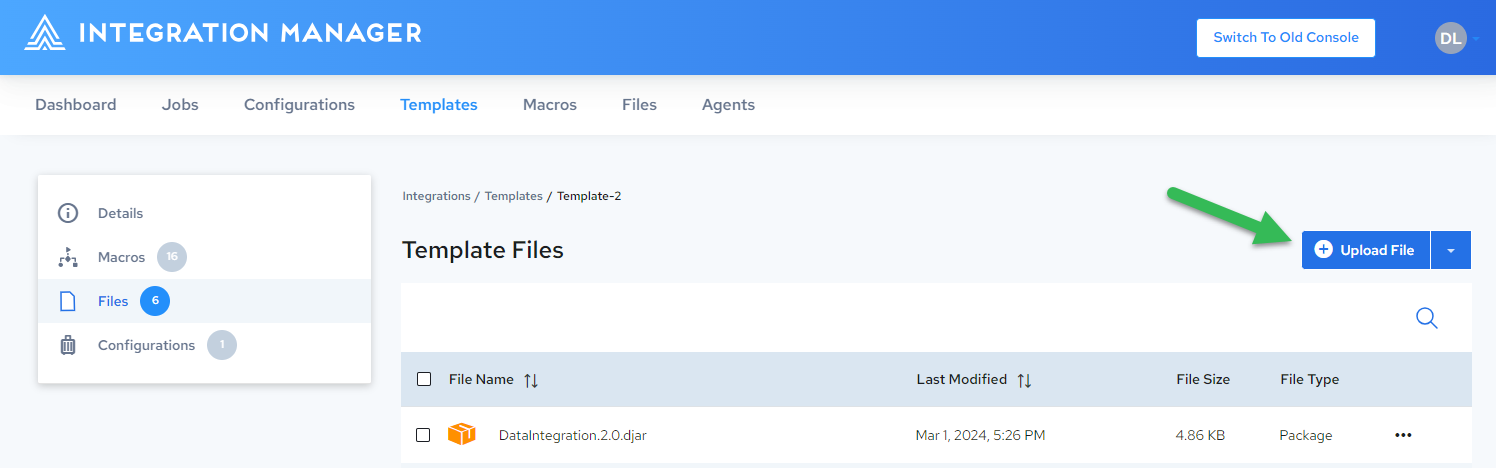 INTEGRATION MANAGER
Switch To Old Console
DL
Dashboard Jobs Configurations Templates Macros Files Agents
Details
Macros 16
Files 6
Configurations 1
Integrations / Templates / Template-2
Template Files
Upload File
File Name Last Modified File Size File Type
DataIntegration.2.0.djar Mar 1, 2024, 5:26 PM 4.86 KB Package